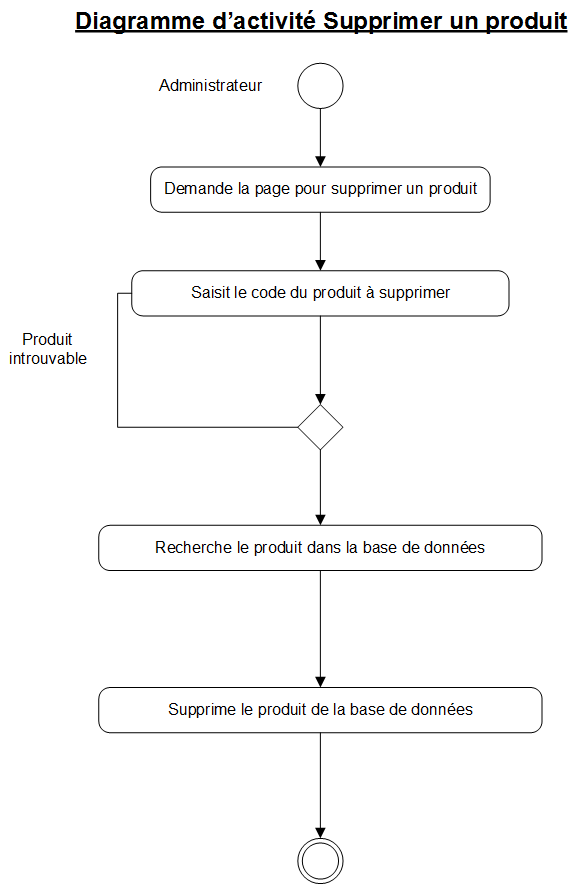 Diagramme d'activité Supprimer un produit
Administrateur
Demande la page pour supprimer un produit
Saisit le code du produit à supprimer
Produit
introuvable
Recherche le produit dans la base de données
Supprime le produit de la base de données